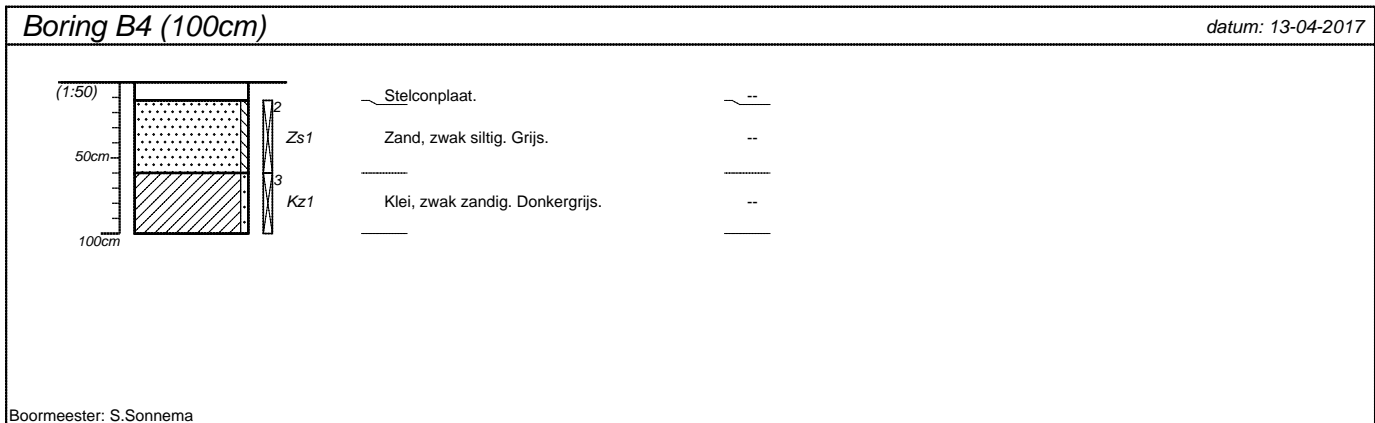 Boring B4 (100cm) datum: 13-04-2017
(1:50) Stelconplaat. --
2
Zs1 Zand, zwak siltig. Grijs. --
50cm
3
Kz1 Klei, zwak zandig. Donkergrijs. --
100cm
Boormeester: S.Sonnema